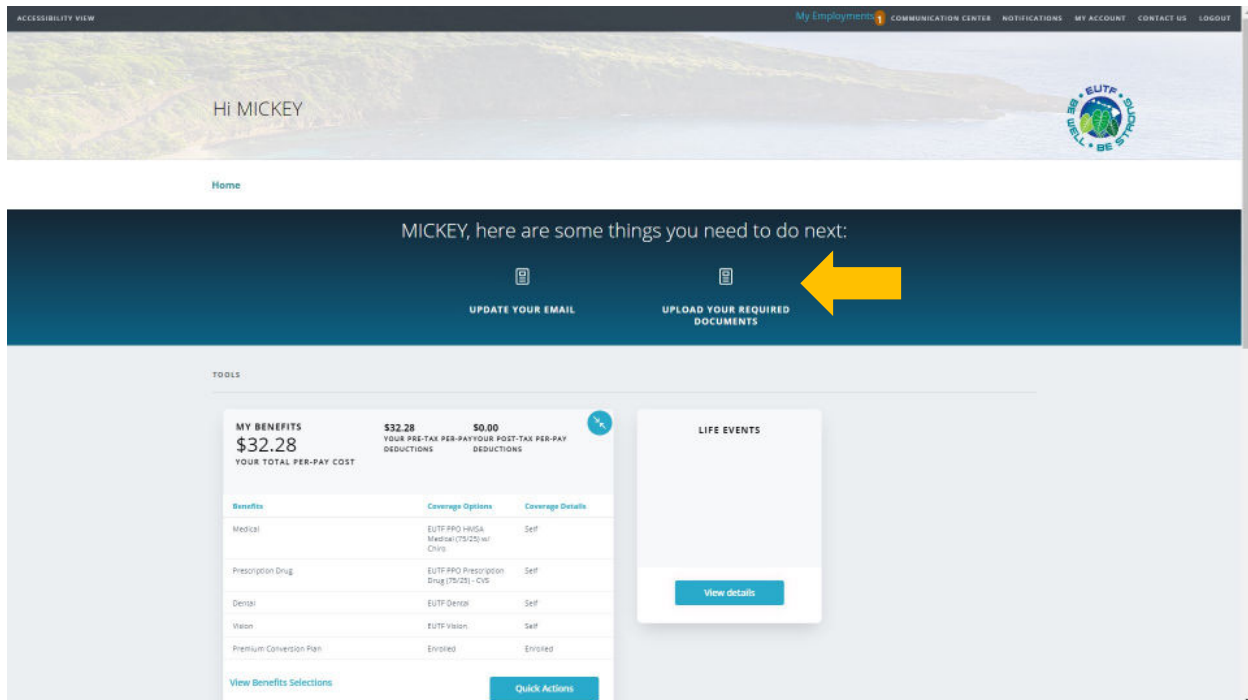 ACCESSIBILITY VIEW
My Employments 1 COMMUNICATION CENTER NOTIFICATIONS MY ACCOUNT CONTACT US LOGOUT
Hi MICKEY
EUTF • BE STRONG • BE WELL
Home
MICKEY, here are some things you need to do next:
UPDATE YOUR EMAIL
UPLOAD YOUR REQUIRED
DOCUMENTS
TOOLS
MY BENEFITS
$32.28
YOUR TOTAL PER-PAY COST
$32.28
YOUR PRE-TAX PER-PAY
DEDUCTIONS
$0.00
YOUR POST-TAX PER-PAY
DEDUCTIONS
LIFE EVENTS
Benefits Coverage Options Coverage Details
Medical EUTF PPO HMSA Self
Medical (75/25) w/
Chiro
Prescription Drug EUTF PPO Prescription Self
Drug (75/25) - CVS
Dental EUTF Dental Self
Vision EUTF Vision Self
Premium Conversion Plan Enrolled Enrolled
View Benefits Selections
Quick Actions
View details